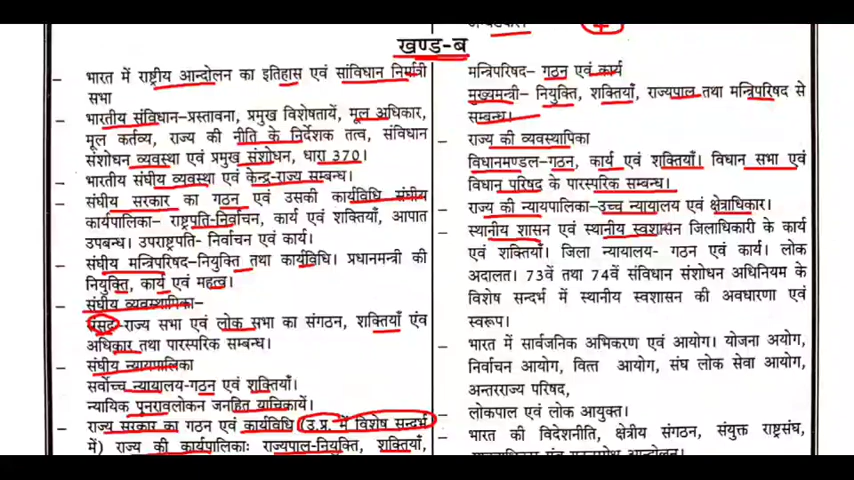 खण्ड-ब
भारत में राष्ट्रीय आन्दोलन का इतिहास एवं सांविधान निर्मात्री
सभा
भारतीय संविधान-प्रस्तावना, प्रमुख विशेषतायें, मूल अधिकार,
मूल कर्तव्य, राज्य की नीति के निर्देशक तत्व, संविधान
संशोधन व्यवस्था एवं प्रमुख संशोधन, धारा 370।
भारतीय संघीय व्यवस्था एवं केन्द्र-राज्य सम्बन्ध।
संघीय सरकार का गठन एवं उसकी कार्यविधि संघीय
कार्यपालिका- राष्ट्रपति-निर्वाचन, कार्य एवं शक्तियाँ, आपात
उपबन्ध। उपराष्ट्रपति- निर्वाचन एवं कार्य।
संघीय मन्त्रिपरिषद-नियुक्ति तथा कार्यविधि। प्रधानमन्त्री की
नियुक्ति, कार्य एवं महत्व।
संघीय व्यवस्थापिका-
संसद-राज्य सभा एवं लोक सभा का संगठन, शक्तियाँ एंव
अधिकार तथा पारस्परिक सम्बन्ध।
संघीय न्यायपालिका
सर्वोच्च न्यायालय-गठन एवं शक्तियाँ।
न्यायिक पुनरावलोकन जनहित याचिकायें।
राज्य सरकार का गठन एवं कार्यविधि (उ.प्र. में विशेष सन्दर्भ
में) राज्य की कार्यपालिकाः राज्यपाल-नियुक्ति, शक्तियाँ,
मन्त्रिपरिषद- गठन एवं कार्य
मुख्यमन्त्री- नियुक्ति, शक्तियाँ, राज्यपाल तथा मन्त्रिपरिषद से
सम्बन्ध।
राज्य की व्यवस्थापिका
विधानमण्डल-गठन, कार्य एवं शक्तियाँ। विधान सभा एवं
विधान परिषद के पारस्परिक सम्बन्ध।
राज्य की न्यायपालिका-उच्च न्यायालय एवं क्षेत्राधिकार।
स्थानीय शासन एवं स्थानीय स्वशासन जिलाधिकारी के कार्य
एवं शक्तियाँ। जिला न्यायालय- गठन एवं कार्य। लोक
अदालत। 73वें तथा 74वें संविधान संशोधन अधिनियम के
विशेष सन्दर्भ में स्थानीय स्वशासन की अवधारणा एवं
स्वरूप।
भारत में सार्वजनिक अभिकरण एवं आयोग। योजना अयोग,
निर्वाचन आयोग, वित्त आयोग, संघ लोक सेवा आयोग,
अन्तरराज्य परिषद,
लोकपाल एवं लोक आयुक्त।
भारत की विदेशनीति, क्षेत्रीय संगठन, संयुक्त राष्ट्रसंघ,